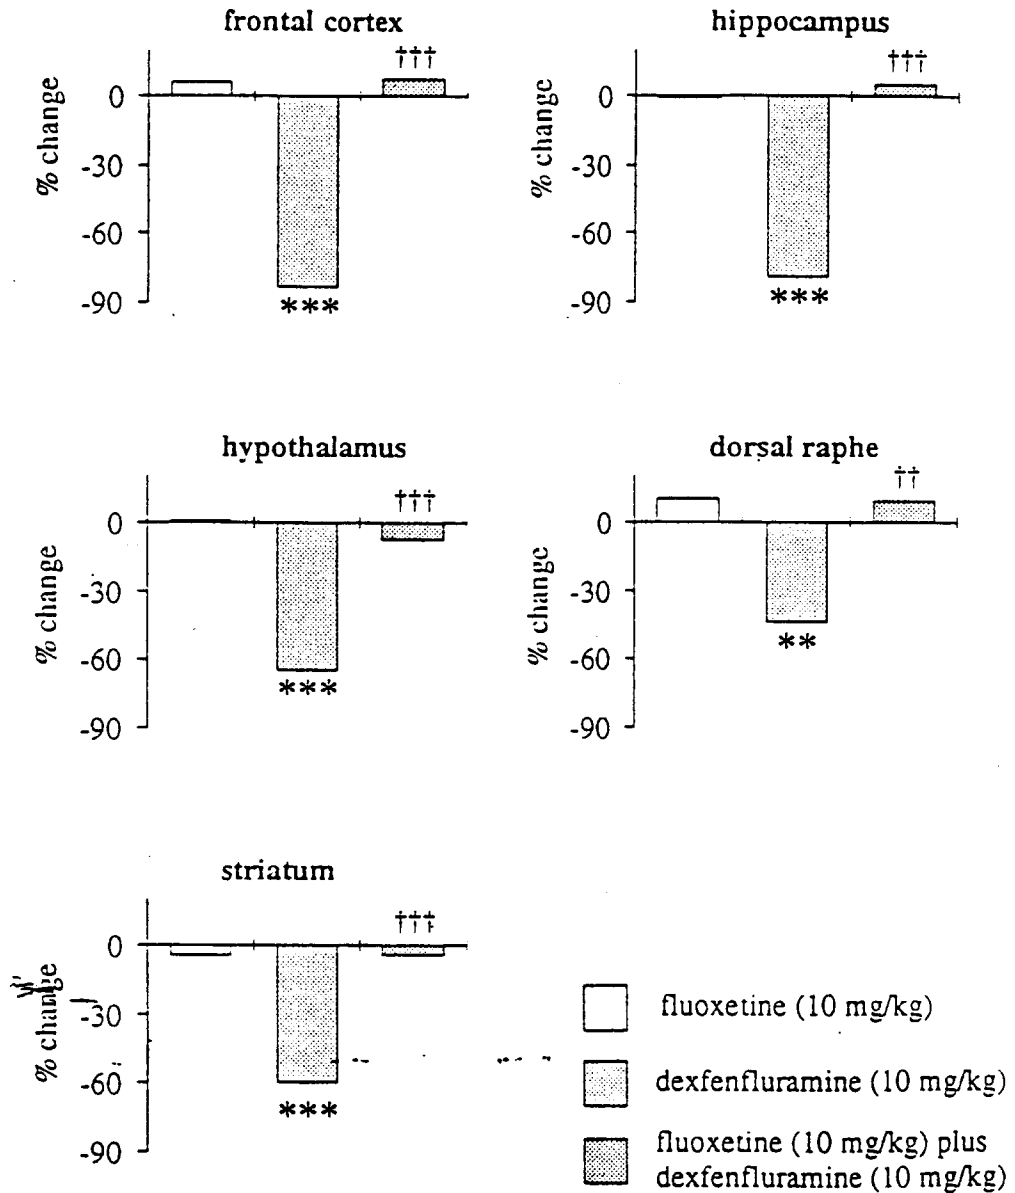 frontal cortex
†††
% change
0
-30
-60
-90
***
hippocampus
†††
% change
0
-30
-60
-90
***
hypothalamus
†††
% change
0
-30
-60
-90
***
dorsal raphe
††
% change
0
-30
-60
-90
**
striatum
†††
% change
0
-30
-60
-90
***
fluoxetine (10 mg/kg)
dexfenfluramine (10 mg/kg)
fluoxetine (10 mg/kg) plus
dexfenfluramine (10 mg/kg)